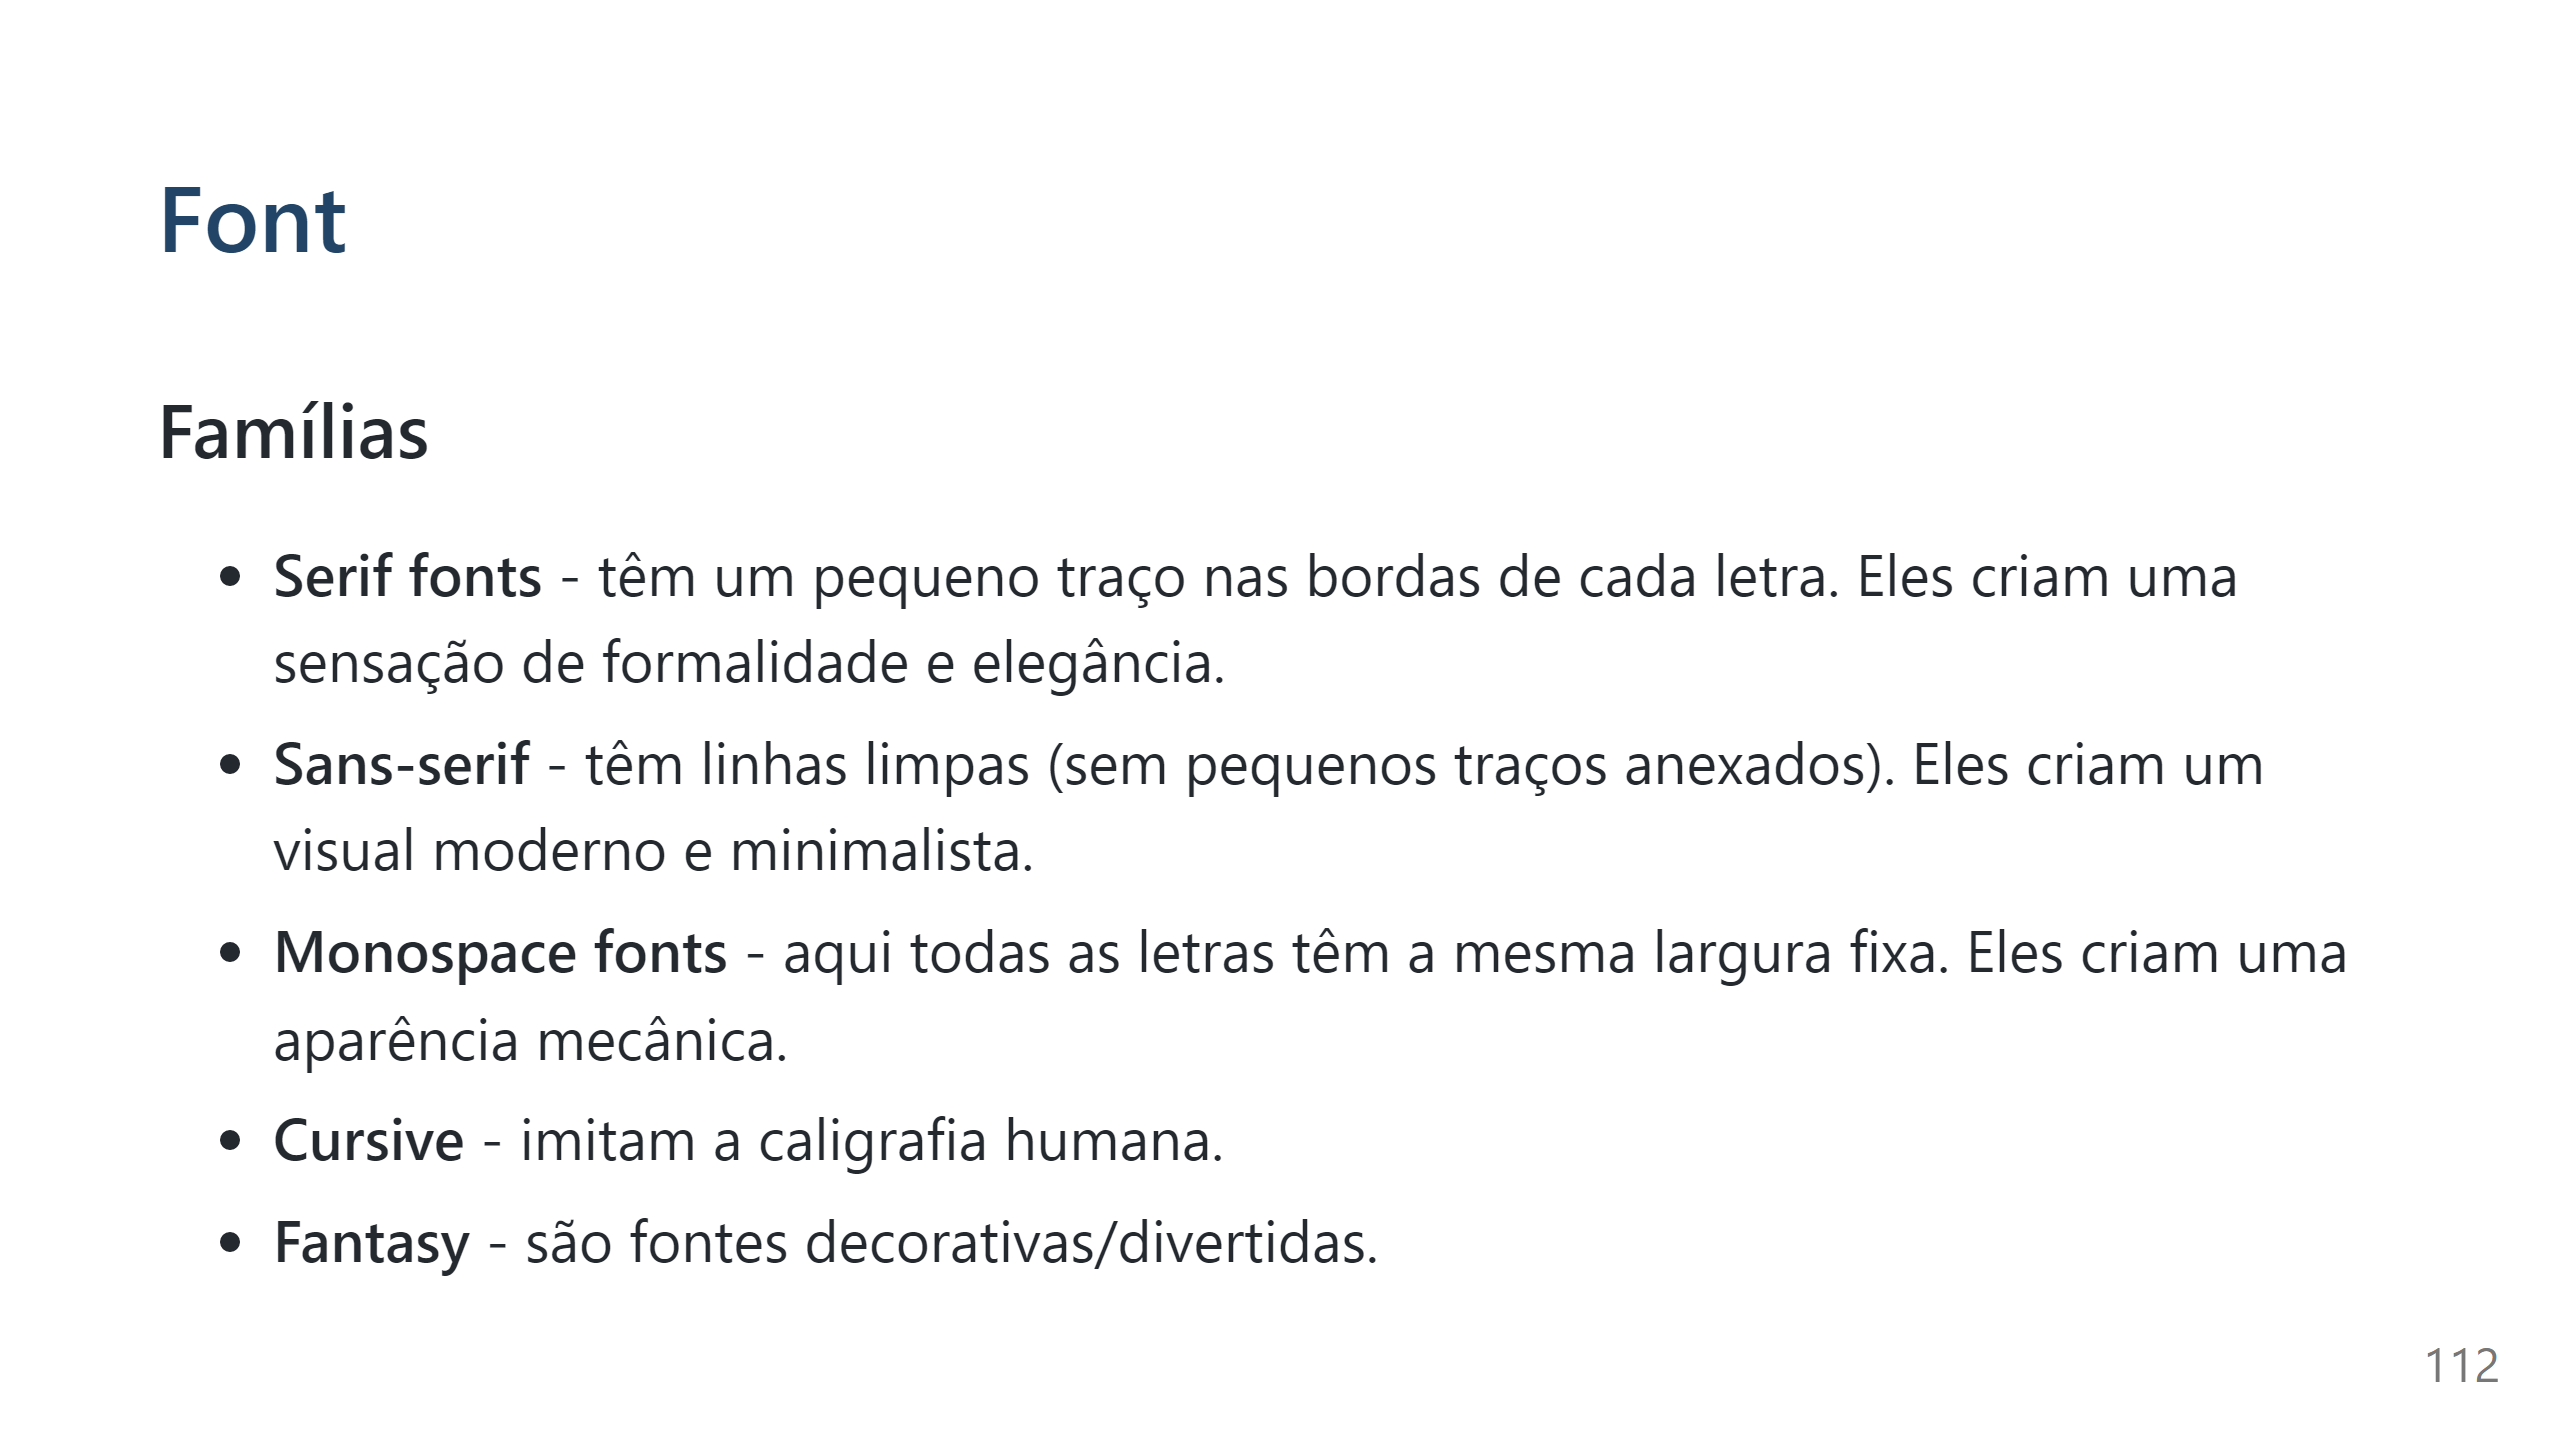 Font
Famílias
• Serif fonts - têm um pequeno traço nas bordas de cada letra. Eles criam uma
sensação de formalidade e elegância.
• Sans-serif - têm linhas limpas (sem pequenos traços anexados). Eles criam um
visual moderno e minimalista.
• Monospace fonts - aqui todas as letras têm a mesma largura fixa. Eles criam uma
aparência mecânica.
• Cursive - imitam a caligrafia humana.
• Fantasy - são fontes decorativas/divertidas.
112